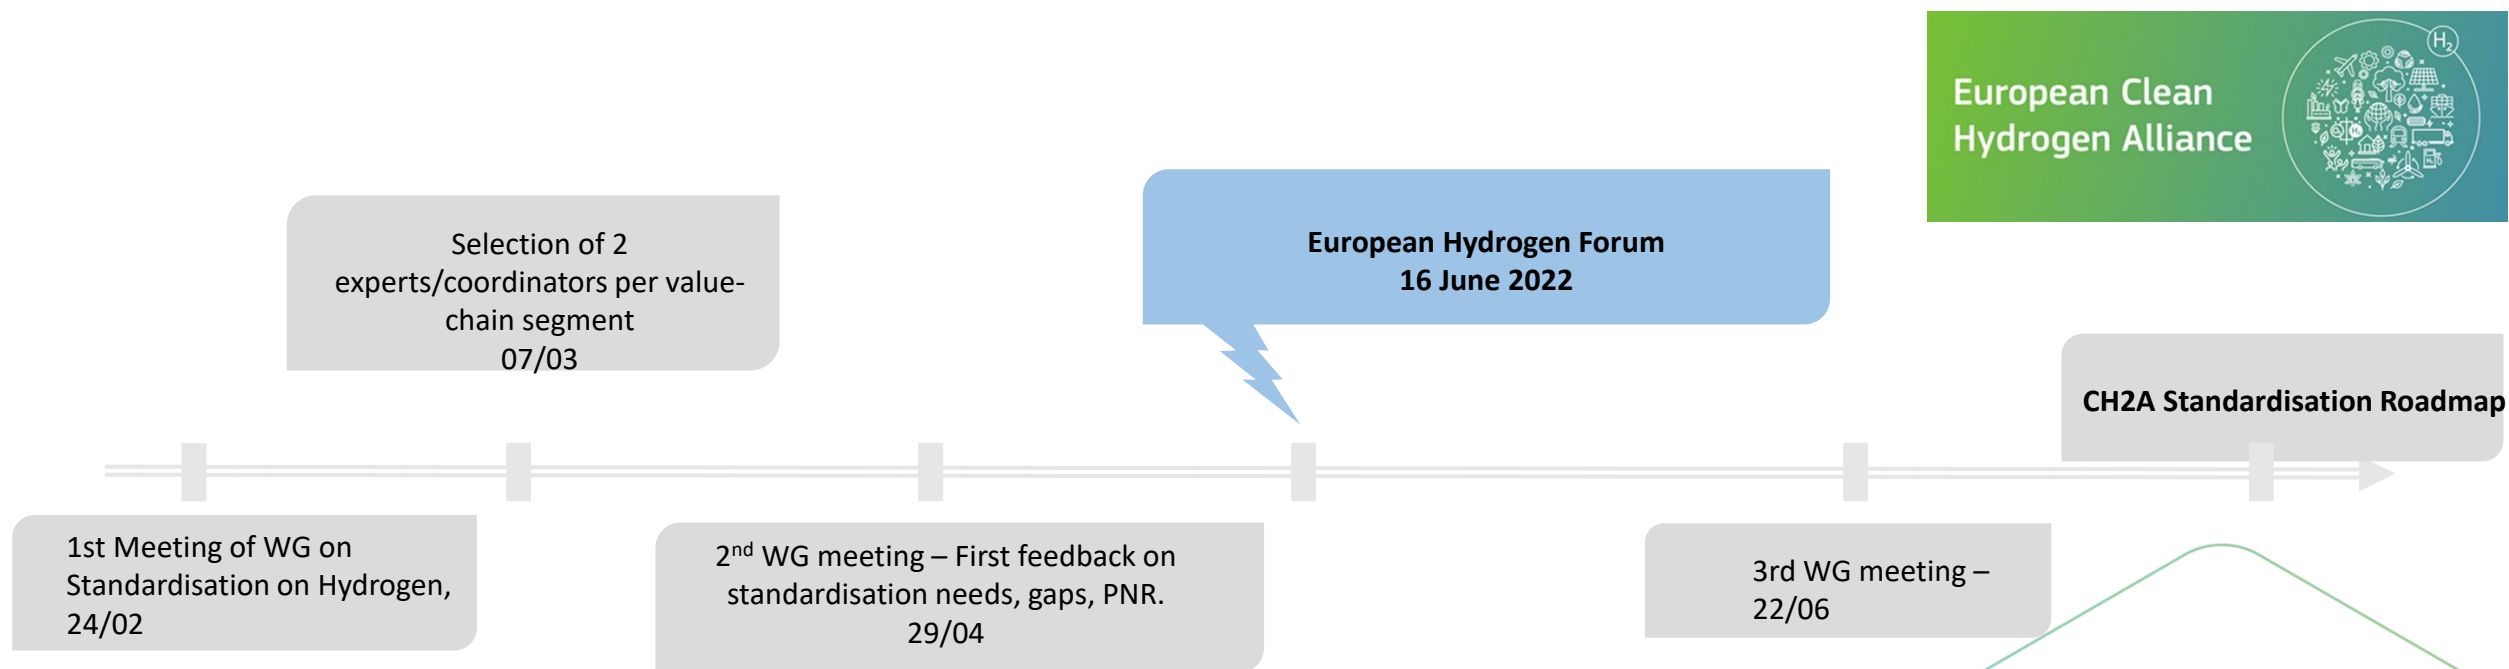 European Clean
Hydrogen Alliance
H2
Selection of 2
experts/coordinators per value-
chain segment
07/03
European Hydrogen Forum
16 June 2022
CH2A Standardisation Roadmap
1st Meeting of WG on
Standardisation on Hydrogen,
24/02
2nd WG meeting – First feedback on
standardisation needs, gaps, PNR.
29/04
3rd WG meeting –
22/06